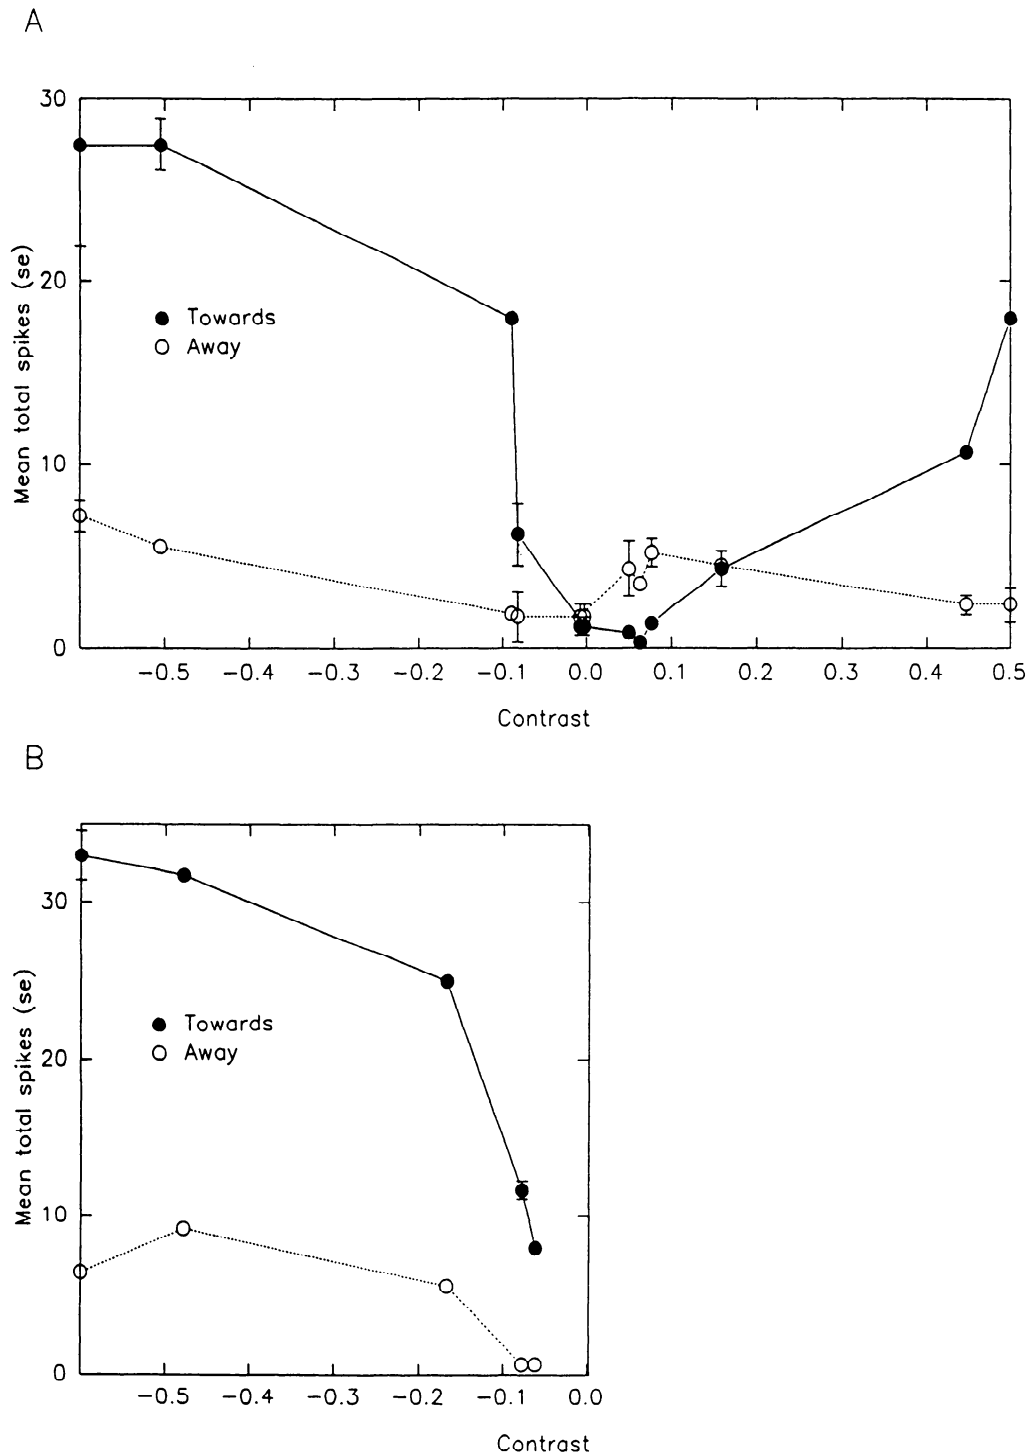 A
30
20
10
0
Mean total spikes (se)
Towards
Away
−0.5 −0.4 −0.3 −0.2 −0.1 0.0 0.1 0.2 0.3 0.4 0.5
Contrast
B
30
20
10
0
Mean total spikes (se)
Towards
Away
−0.5 −0.4 −0.3 −0.2 −0.1 0.0
Contrast